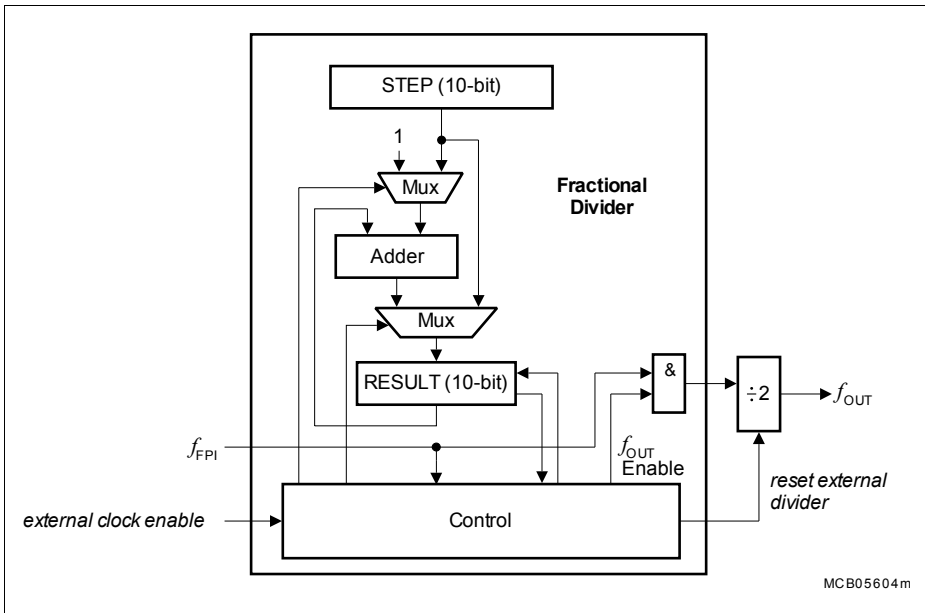 STEP (10-bit)
1
Mux
Fractional
Divider
Adder
Mux
RESULT (10-bit)
&
÷2
fOUT
fFPI
fOUT
Enable
reset external
divider
external clock enable
Control
MCB05604m